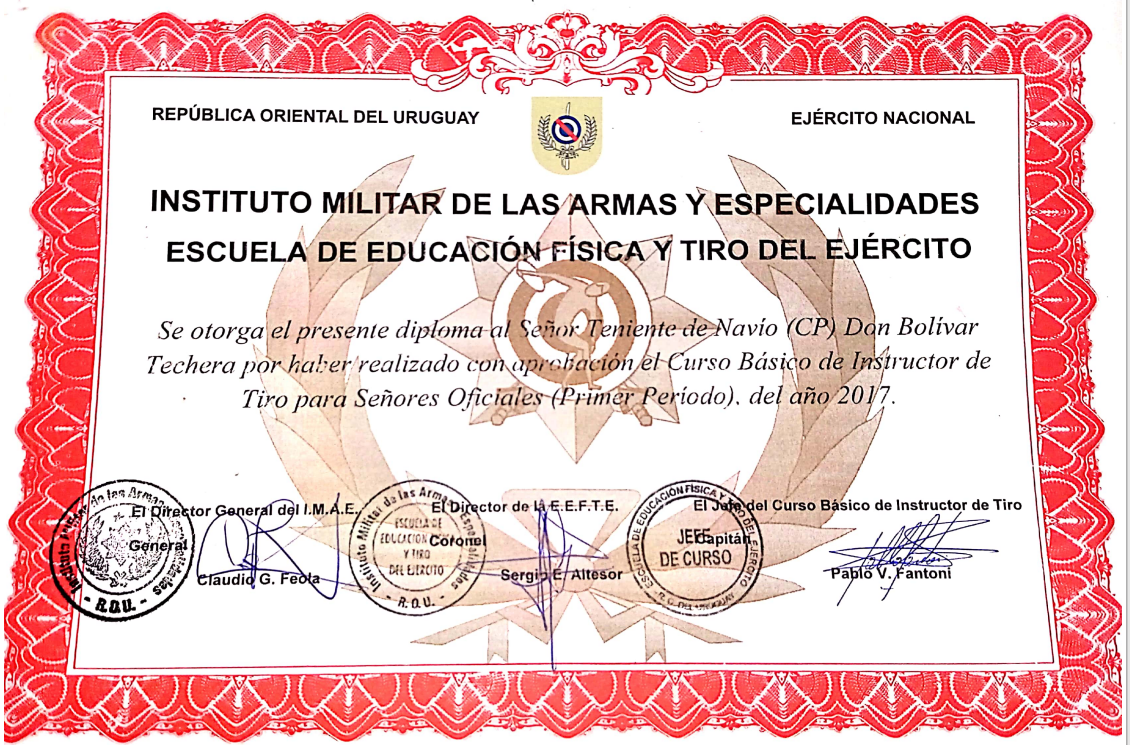 REPÚBLICA ORIENTAL DEL URUGUAY
EJÉRCITO NACIONAL
INSTITUTO MILITAR DE LAS ARMAS Y ESPECIALIDADES
ESCUELA DE EDUCACIÓN FÍSICA Y TIRO DEL EJÉRCITO
Se otorga el presente diploma al Señor Teniente de Navío (CP) Don Bolívar
Techera por haber realizado con aprobación el Curso Básico de Instructor de
Tiro para Señores Oficiales (Primer Período), del año 2017.
El Director General del I.M.A.E.
General
Claudio G. Feola
Instituto Militar de las Armas
- R.O.U. -
El Director de la E.E.F.T.E.
Coronel
Sergio E. Altesor
Instituto Militar de las Armas y Especialidades
ESCUELA DE
EDUCACION
Y TIRO
DEL EJERCITO
- R.O.U. -
El Jefe del Curso Básico de Instructor de Tiro
Capitán
Pablo V. Fantoni
ESCUELA DE EDUCACIÓN FÍSICA Y TIRO DEL EJERCITO
JEFE
DE CURSO
R. O. DEL URUGUAY